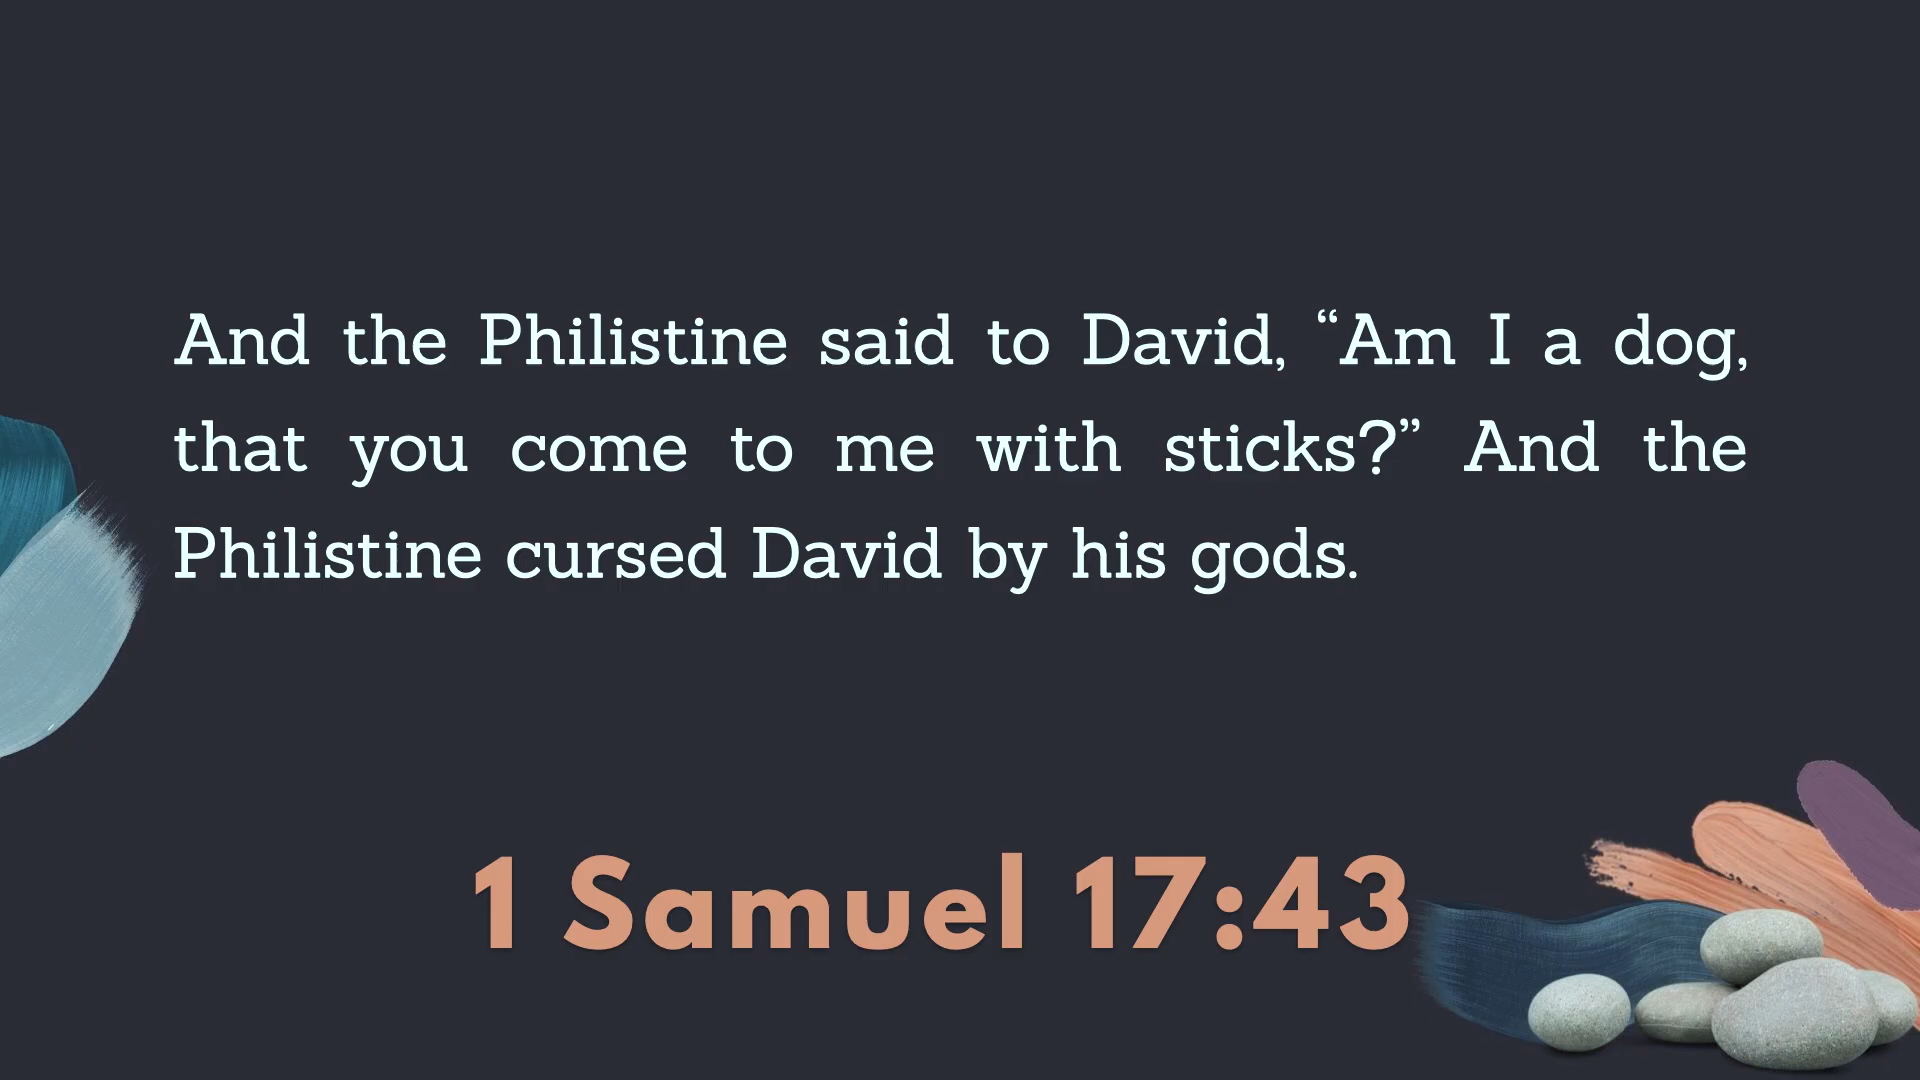 And the Philistine said to David, “Am I a dog,
that you come to me with sticks?” And the
Philistine cursed David by his gods.
1 Samuel 17:43